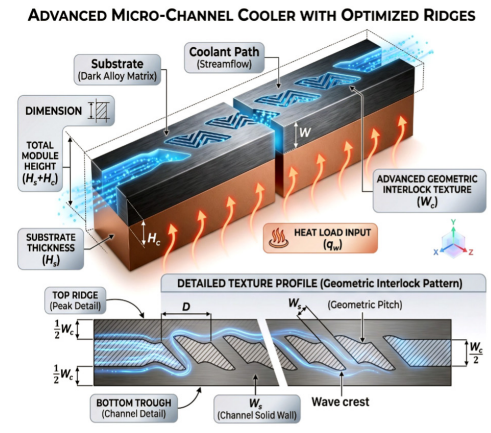 ADVANCED MICRO-CHANNEL COOLER WITH OPTIMIZED RIDGES
Substrate
(Dark Alloy Matrix)
Coolant Path
(Streamflow)
DIMENSION
TOTAL
MODULE
HEIGHT
(Hs+Hc)
W
ADVANCED GEOMETRIC
INTERLOCK TEXTURE
(Wc)
SUBSTRATE
THICKNESS
(Hs)
Hc
HEAT LOAD INPUT
(qw)
Y
X
Z
DETAILED TEXTURE PROFILE (Geometric Interlock Pattern)
TOP RIDGE
(Peak Detail)
D
Ws
(Geometric Pitch)
1/2 Wc
Wc/2
1/2 Wc
BOTTOM TROUGH
(Channel Detail)
Ws
(Channel Solid Wall)
Wave crest